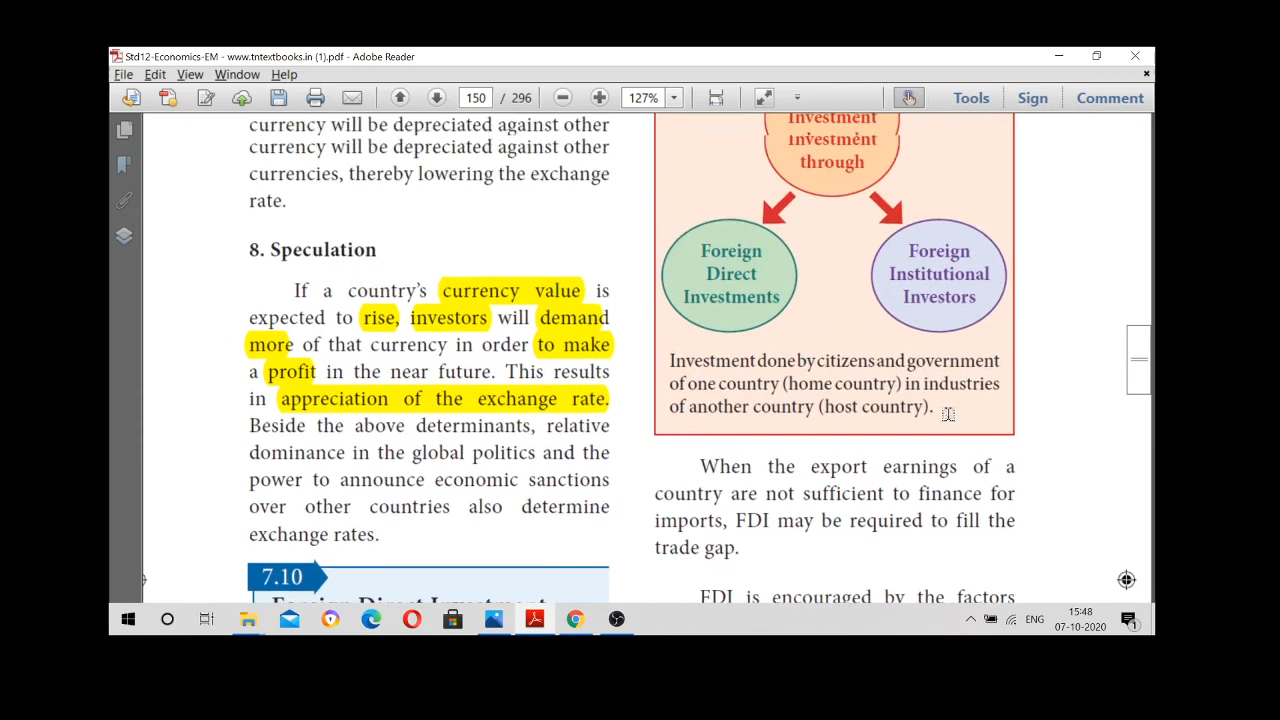 Std12-Economics-EM - www.tntextbooks.in (1).pdf - Adobe Reader
File Edit View Window Help
150 / 296
127%
Tools Sign Comment
currency will be depreciated against other
currency will be depreciated against other
currencies, thereby lowering the exchange
rate.
8. Speculation
If a country's currency value is
expected to rise, investors will demand
more of that currency in order to make
a profit in the near future. This results
in appreciation of the exchange rate.
Beside the above determinants, relative
dominance in the global politics and the
power to announce economic sanctions
over other countries also determine
exchange rates.
7.10
Foreign Direct Investment
Investment
Investment
through
Foreign
Direct
Investments
Foreign
Institutional
Investors
Investment done by citizens and government
of one country (home country) in industries
of another country (host country).
When the export earnings of a
country are not sufficient to finance for
imports, FDI may be required to fill the
trade gap.
FDI is encouraged by the factors
ENG
15:48
07-10-2020
1